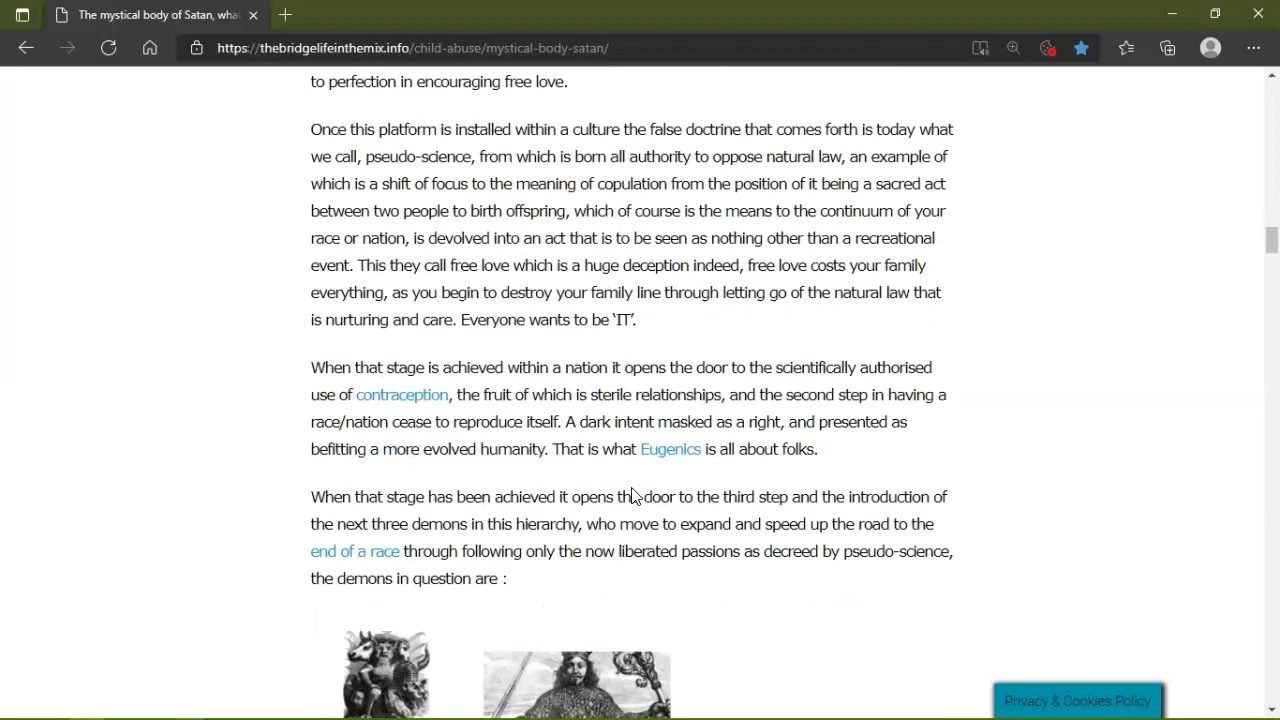 The mystical body of Satan, wha
https://thebridgelifeinthemix.info/child-abuse/mystical-body-satan/
to perfection in encouraging free love.
Once this platform is installed within a culture the false doctrine that comes forth is today what
we call, pseudo-science, from which is born all authority to oppose natural law, an example of
which is a shift of focus to the meaning of copulation from the position of it being a sacred act
between two people to birth offspring, which of course is the means to the continuum of your
race or nation, is devolved into an act that is to be seen as nothing other than a recreational
event. This they call free love which is a huge deception indeed, free love costs your family
everything, as you begin to destroy your family line through letting go of the natural law that
is nurturing and care. Everyone wants to be ‘IT’.
When that stage is achieved within a nation it opens the door to the scientifically authorised
use of contraception, the fruit of which is sterile relationships, and the second step in having a
race/nation cease to reproduce itself. A dark intent masked as a right, and presented as
befitting a more evolved humanity. That is what Eugenics is all about folks.
When that stage has been achieved it opens the door to the third step and the introduction of
the next three demons in this hierarchy, who move to expand and speed up the road to the
end of a race through following only the now liberated passions as decreed by pseudo-science,
the demons in question are :
Privacy & Cookies Policy